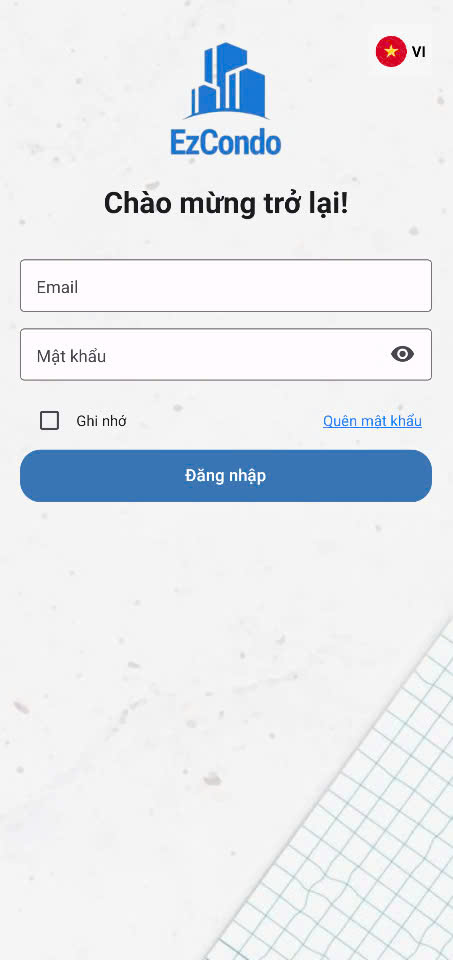 VI
EzCondo
Chào mừng trở lại!
Email
Mật khẩu
Ghi nhớ
Quên mật khẩu
Đăng nhập